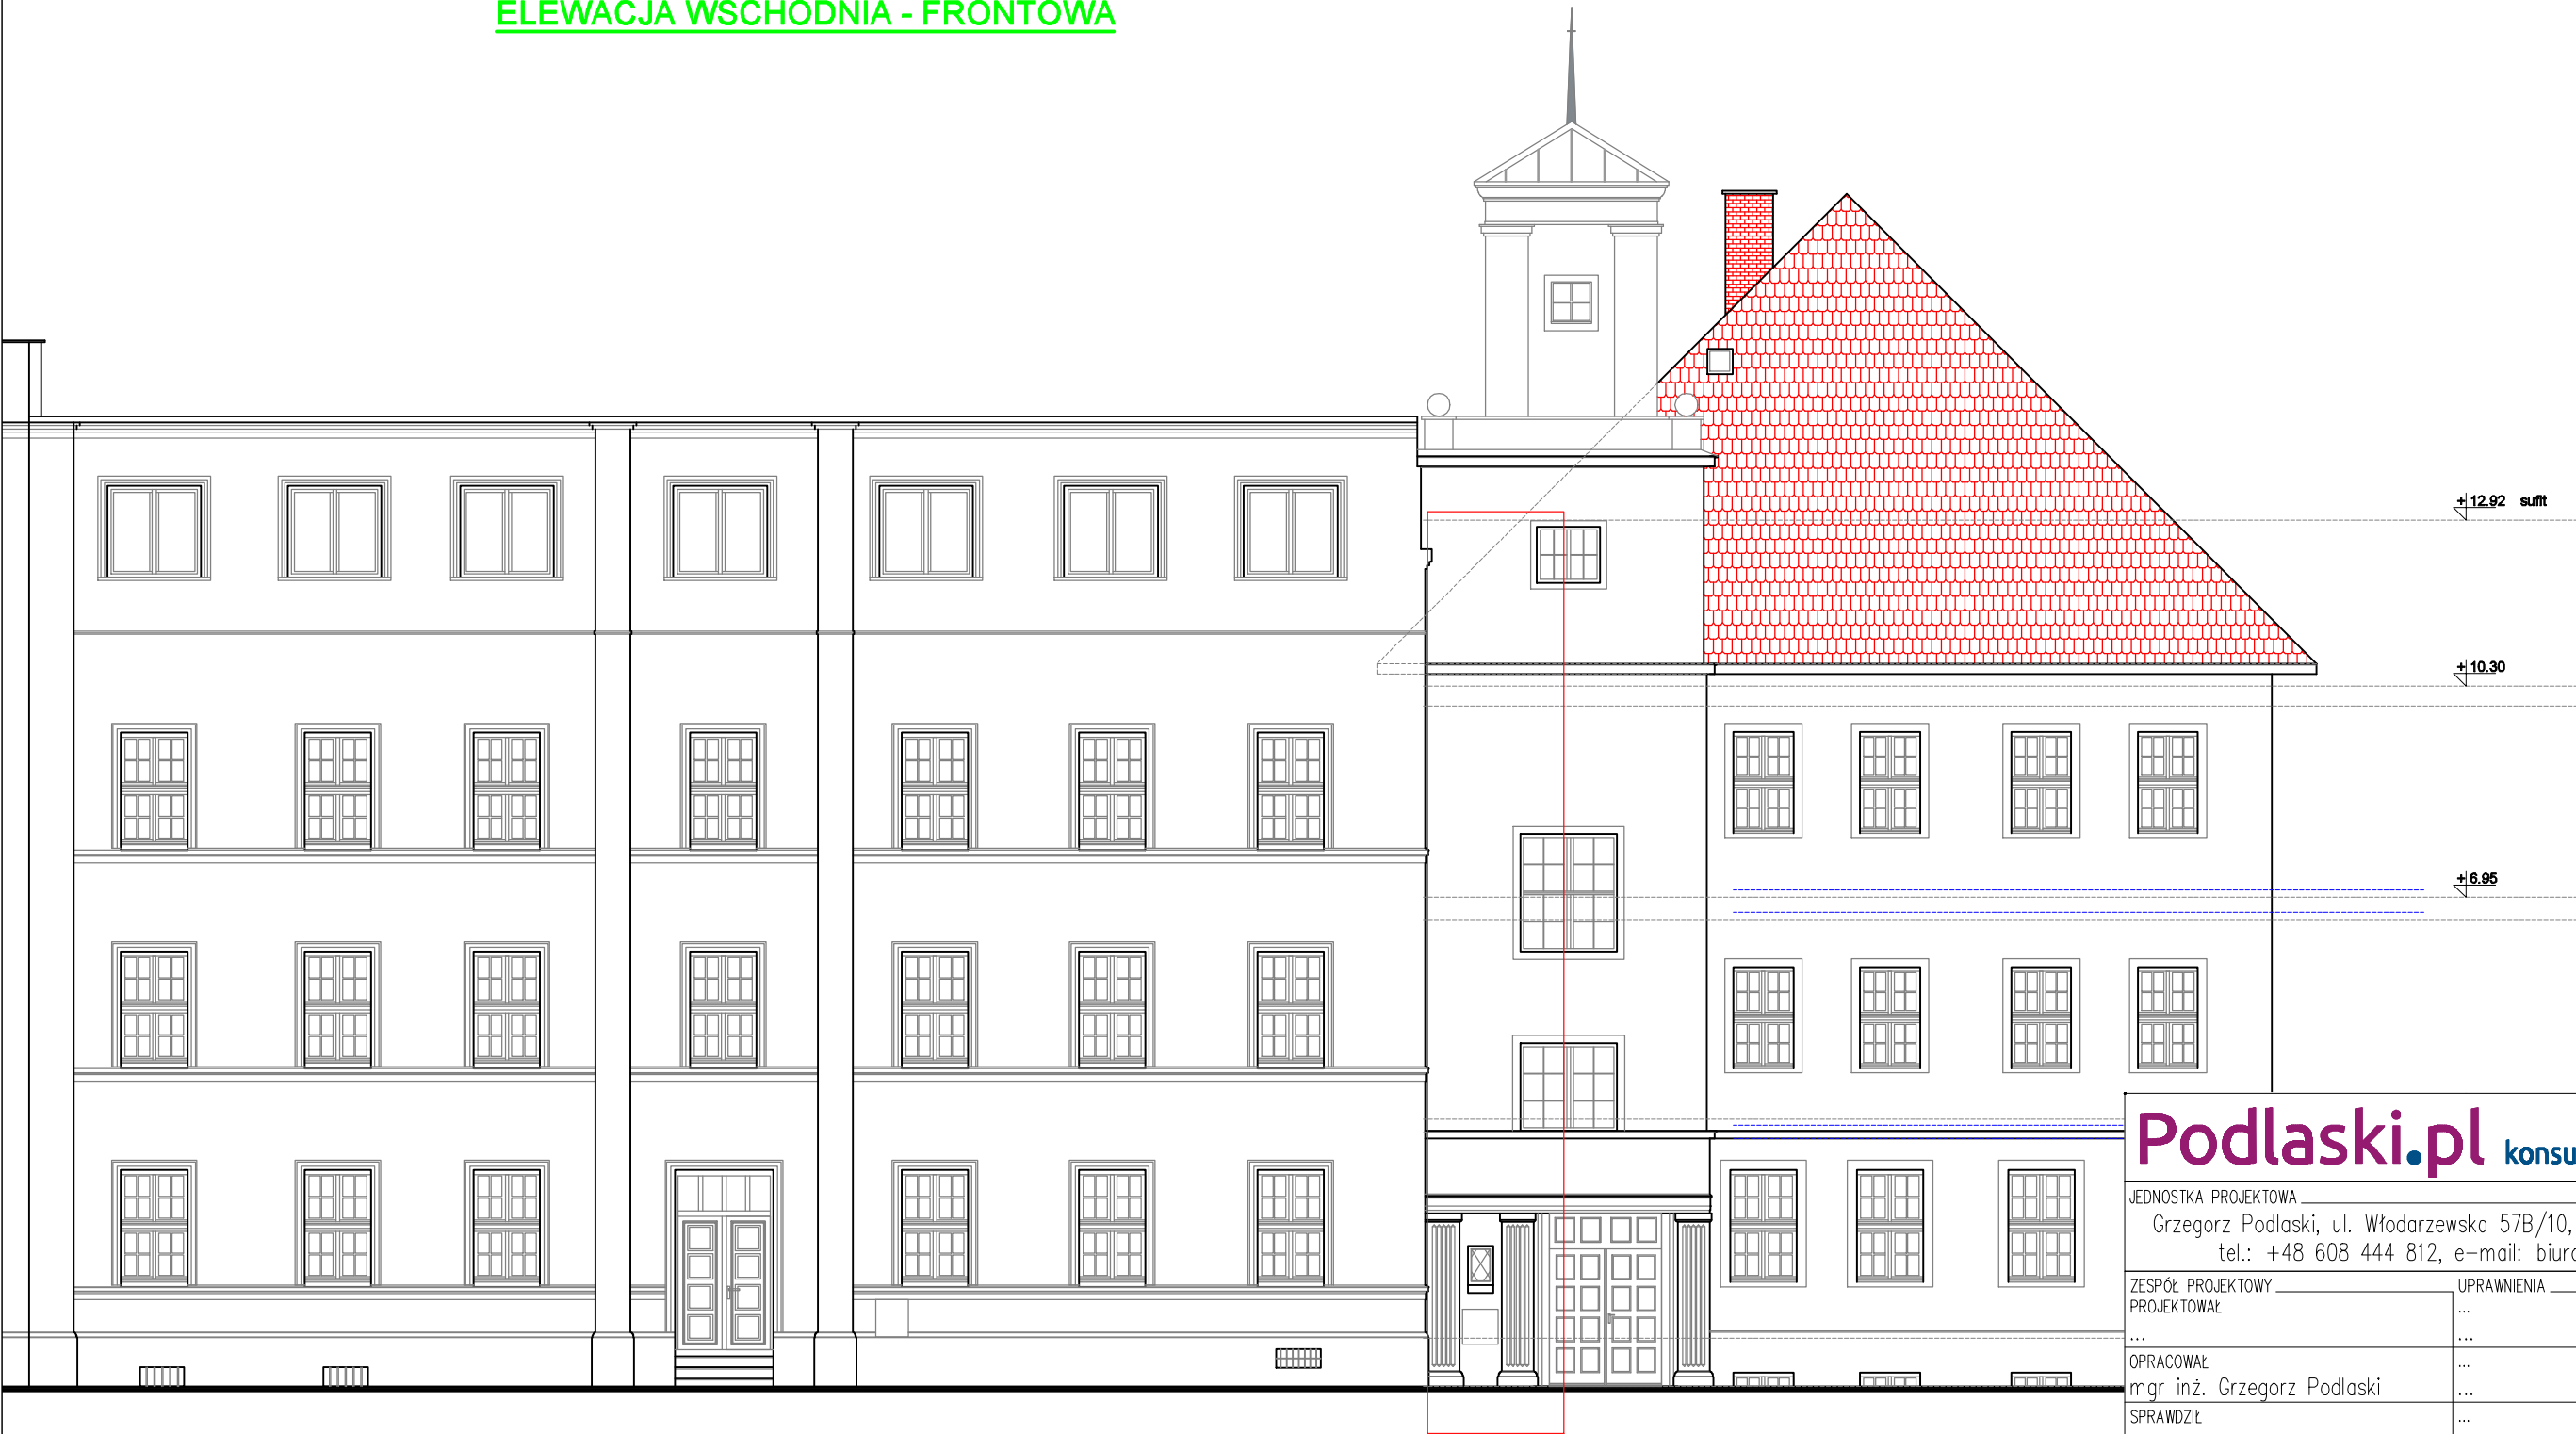 ELEWACJA WSCHODNIA - FRONTOWA
+12.92 sufit
+10.30
+6.95
Podlaski.pl konsu
JEDNOSTKA PROJEKTOWA
Grzegorz Podlaski, ul. Włodarzewska 57B/10,
tel.: +48 608 444 812, e-mail: biuro
ZESPÓŁ PROJEKTOWY UPRAWNIENIA
PROJEKTOWAŁ ...
... ...
OPRACOWAŁ ...
mgr inż. Grzegorz Podlaski ...
SPRAWDZIŁ ...